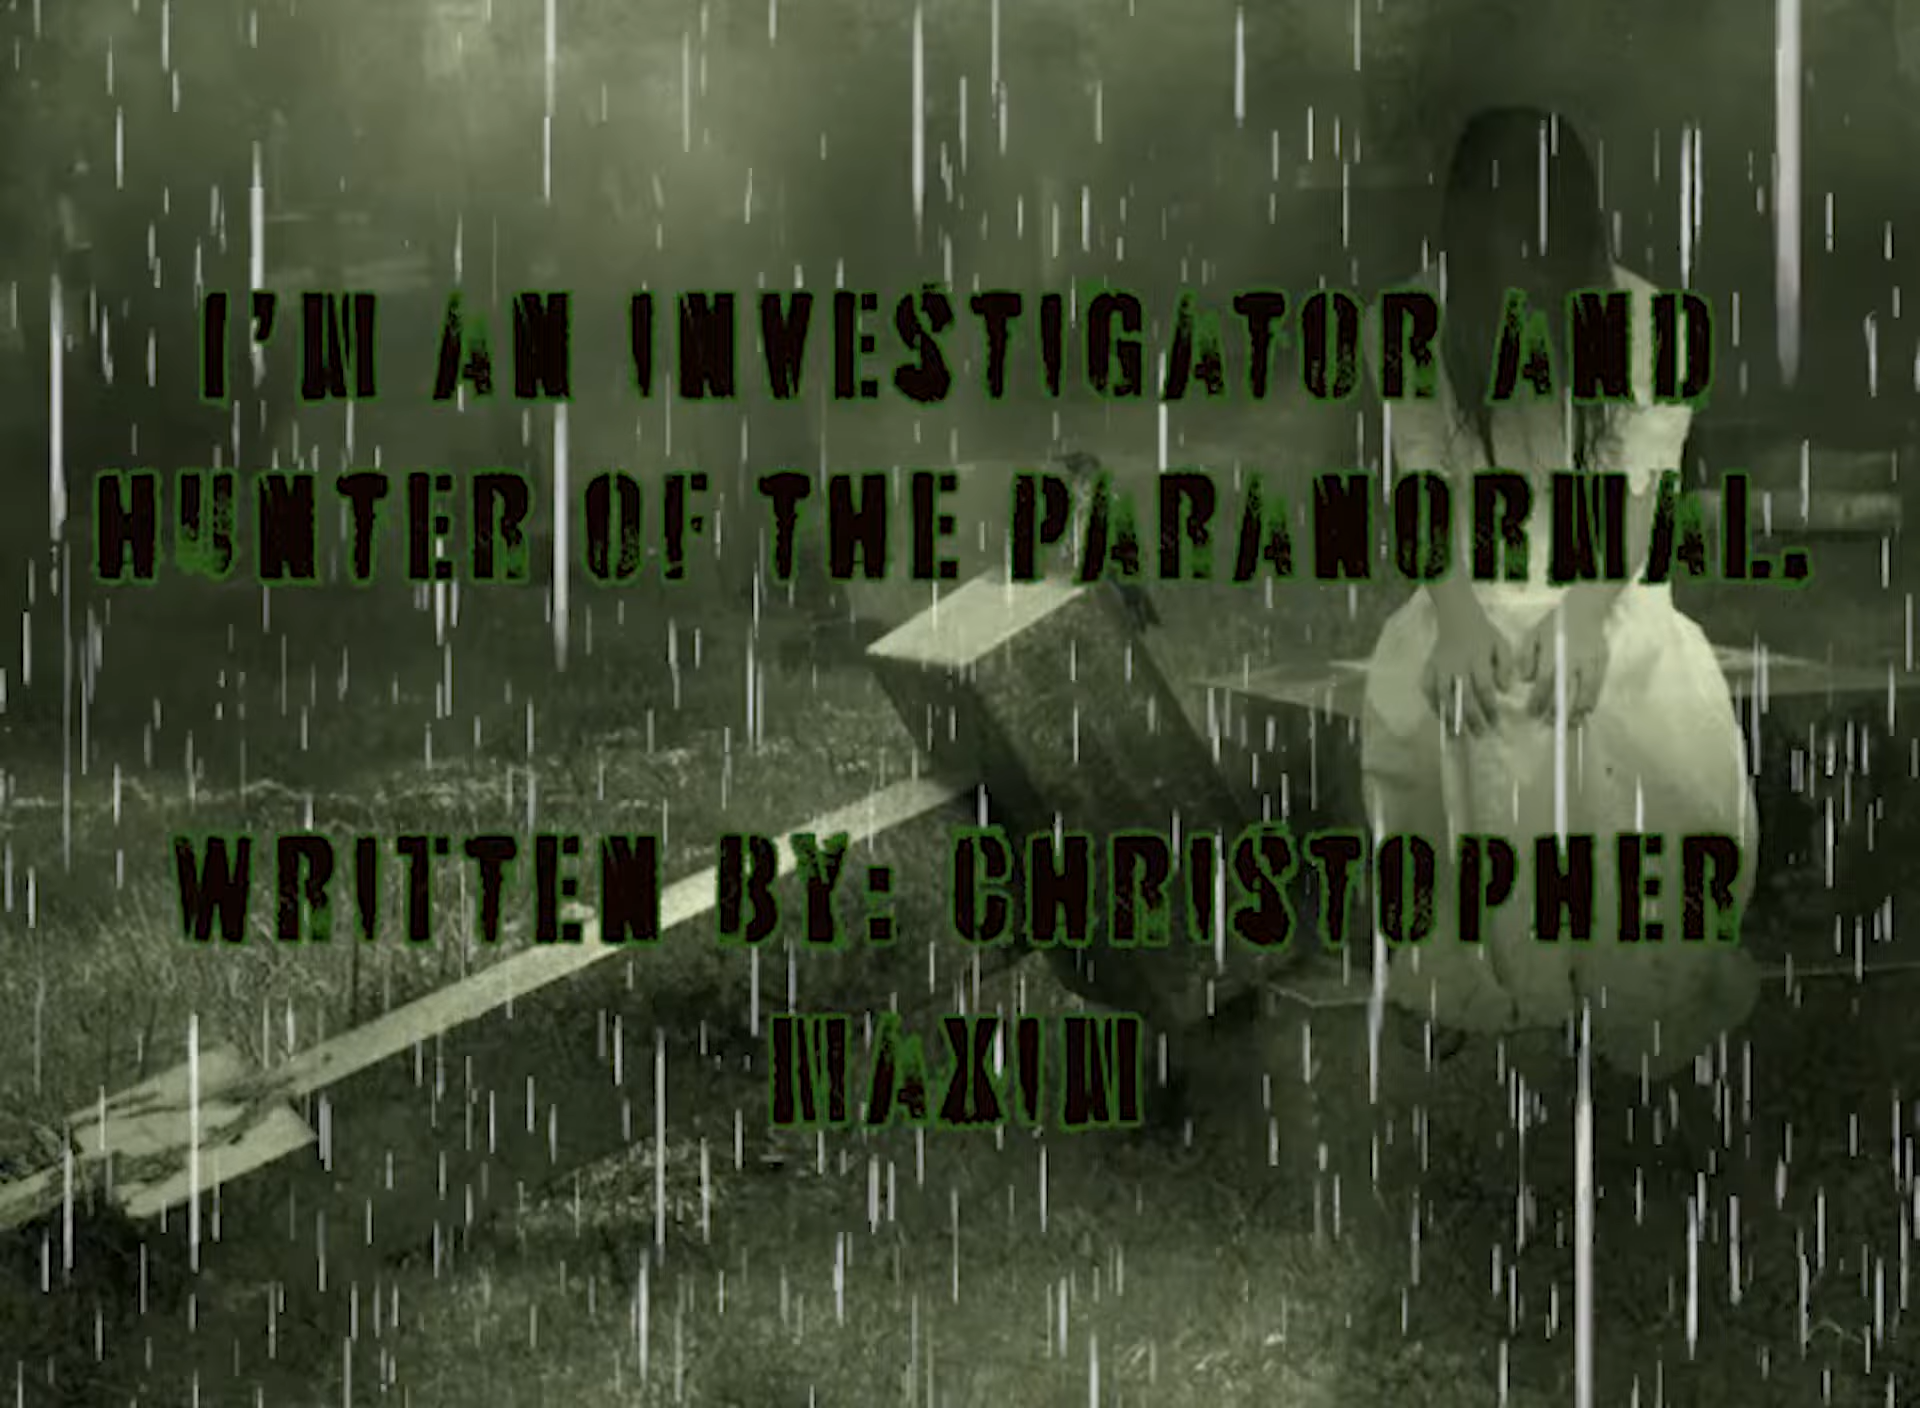 I'M AN INVESTIGATOR AND
HUNTER OF THE PARANORMAL.
WRITTEN BY: CHRISTOPHER
MAXIM